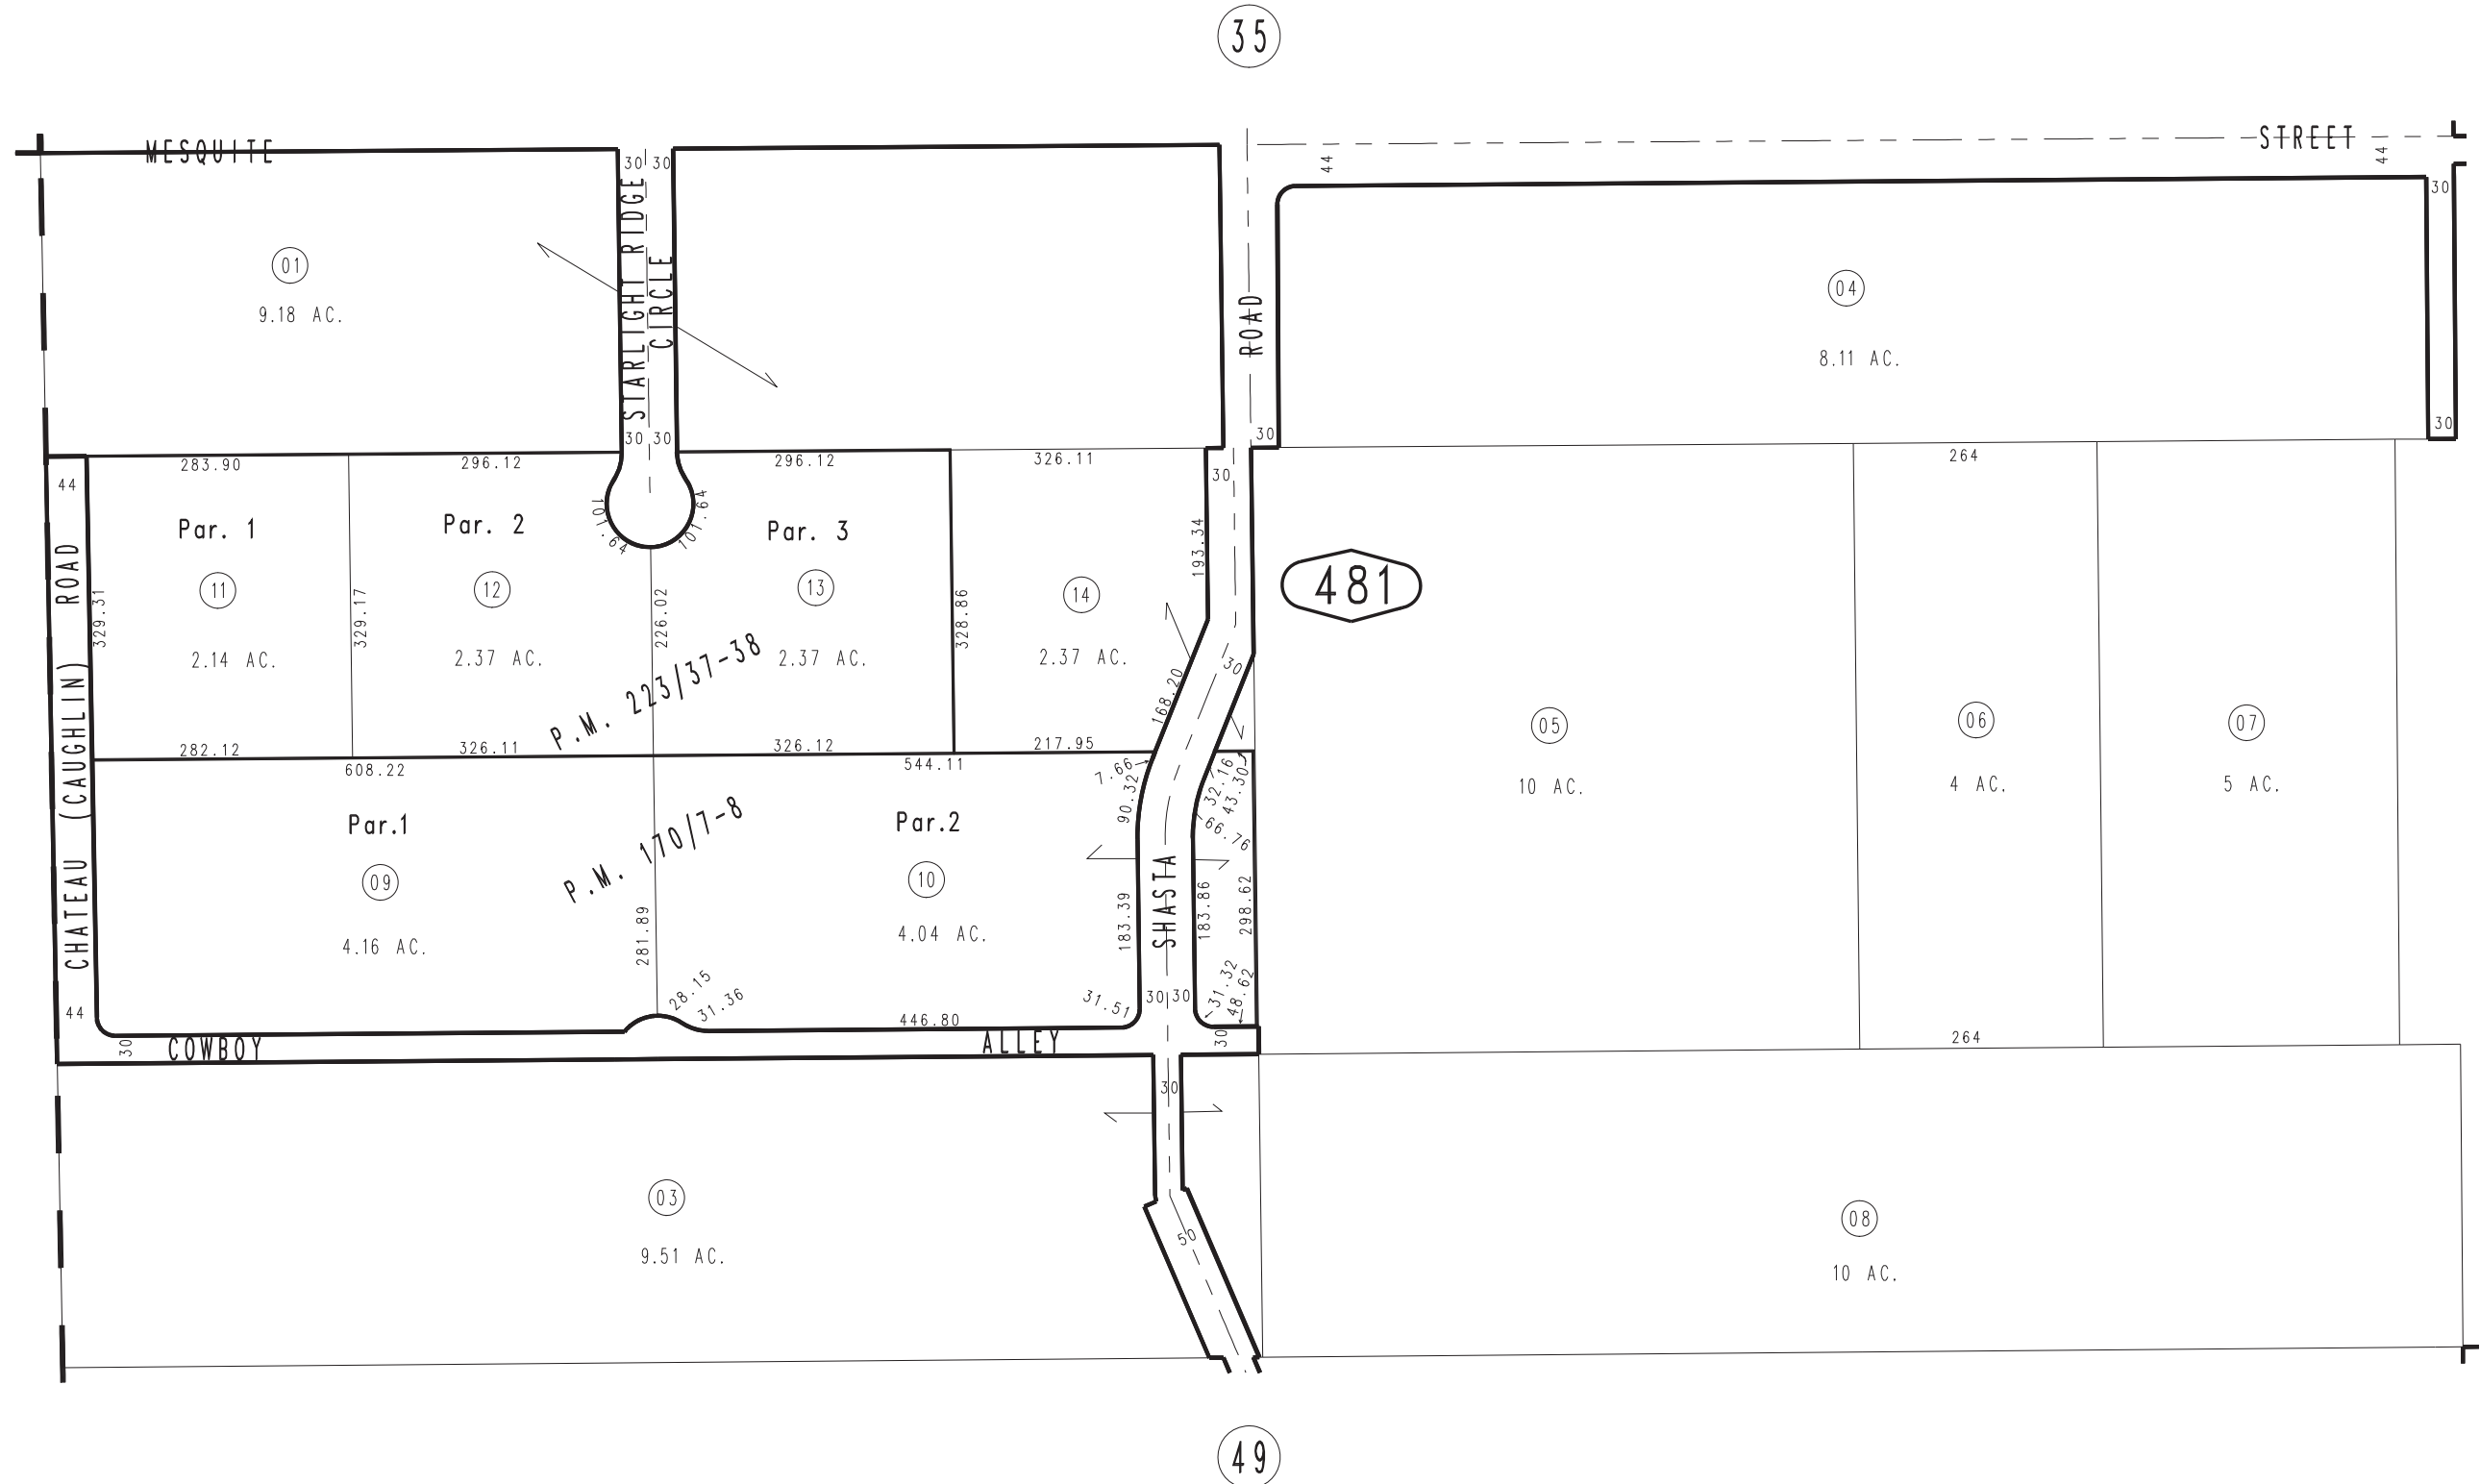 35
MESQUITE
STREET
30 30
44
44
30
STARLIGHT RIDGE
CIRCLE
ROAD
01
9.18 AC.
04
8.11 AC.
30 30
30
30
283.90
296.12
296.12
326.11
264
44
30
101.64
101.64
Par. 1
Par. 2
Par. 3
193.34
ROAD
329.31
11
329.17
12
226.02
13
328.86
14
481
2.14 AC.
2.37 AC.
2.37 AC.
2.37 AC.
P.M. 223/37-38
168.20
30
CHATEAU (CAUGHLIN)
05
10 AC.
06
4 AC.
07
5 AC.
282.12
326.11
326.12
217.95
608.22
544.11
7.66
90.32
32.16
43.30
66.76
Par.1
Par.2
P.M. 170/7-8
09
4.16 AC.
10
4.04 AC.
281.89
183.39
SHASTA
183.86
298.62
28.15
31.36
31.51
30 30
31.32
48.62
44
446.80
30
COWBOY
ALLEY
30
264
30
03
9.51 AC.
50
08
10 AC.
49